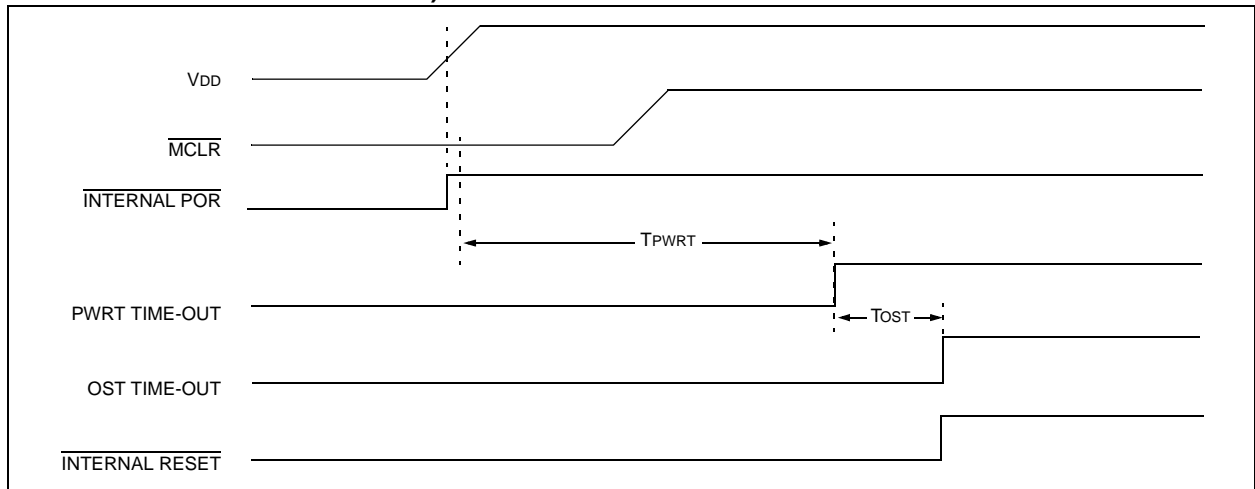 VDD
MCLR
INTERNAL POR
TPWRT
PWRT TIME-OUT
TOST
OST TIME-OUT
INTERNAL RESET